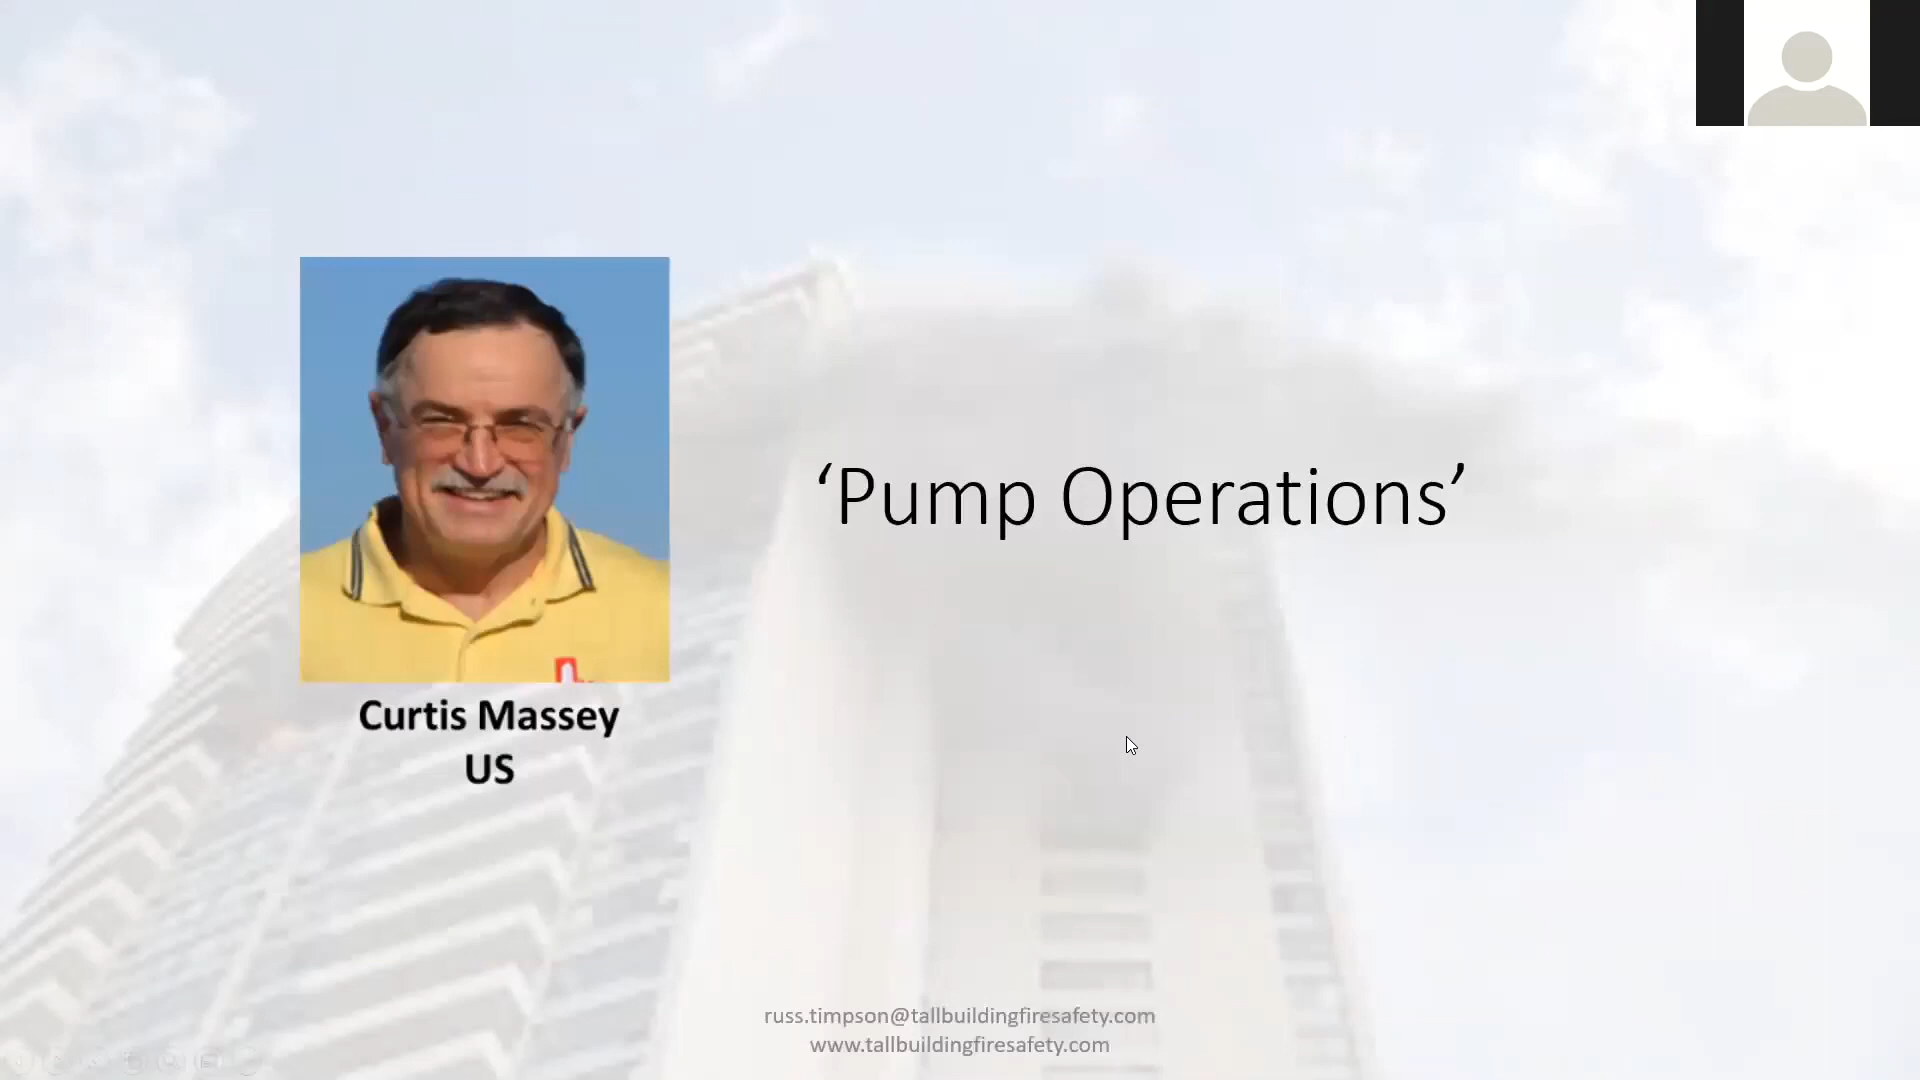 ‘Pump Operations’
Curtis Massey
US
russ.timpson@tallbuildingfiresafety.com
www.tallbuildingfiresafety.com